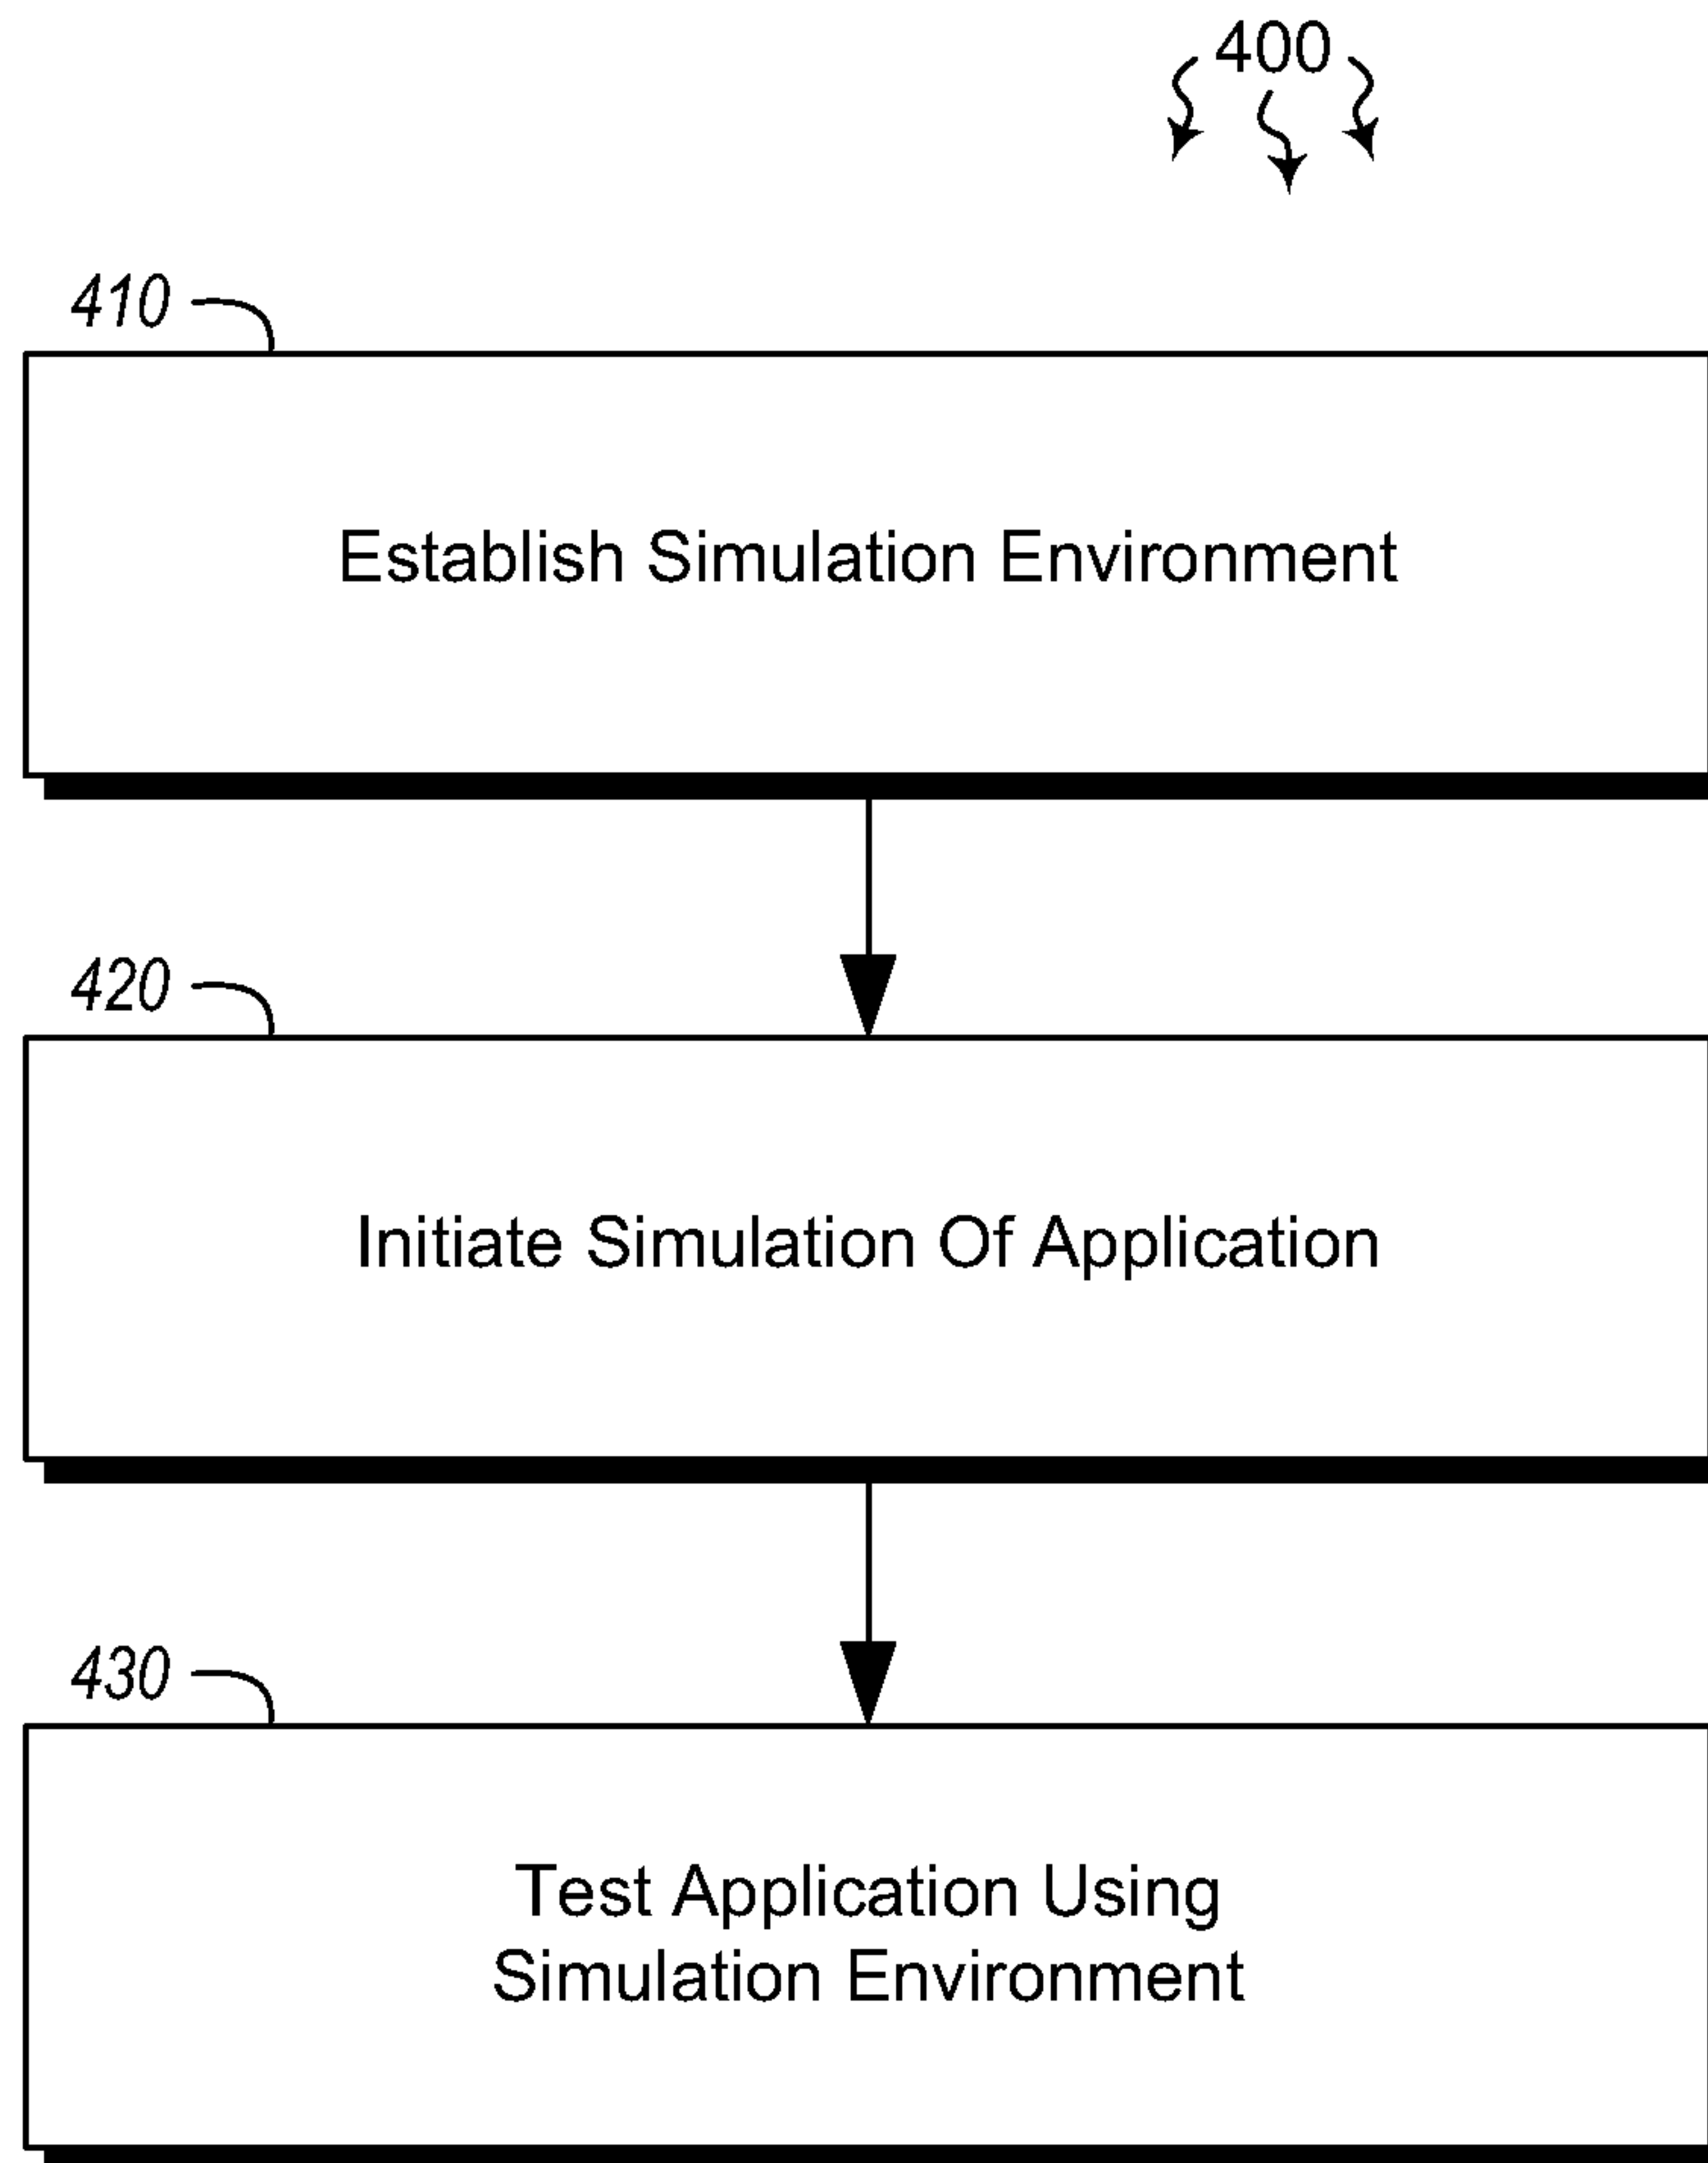 400
410
Establish Simulation Environment
420
Initiate Simulation Of Application
430
Test Application Using
Simulation Environment